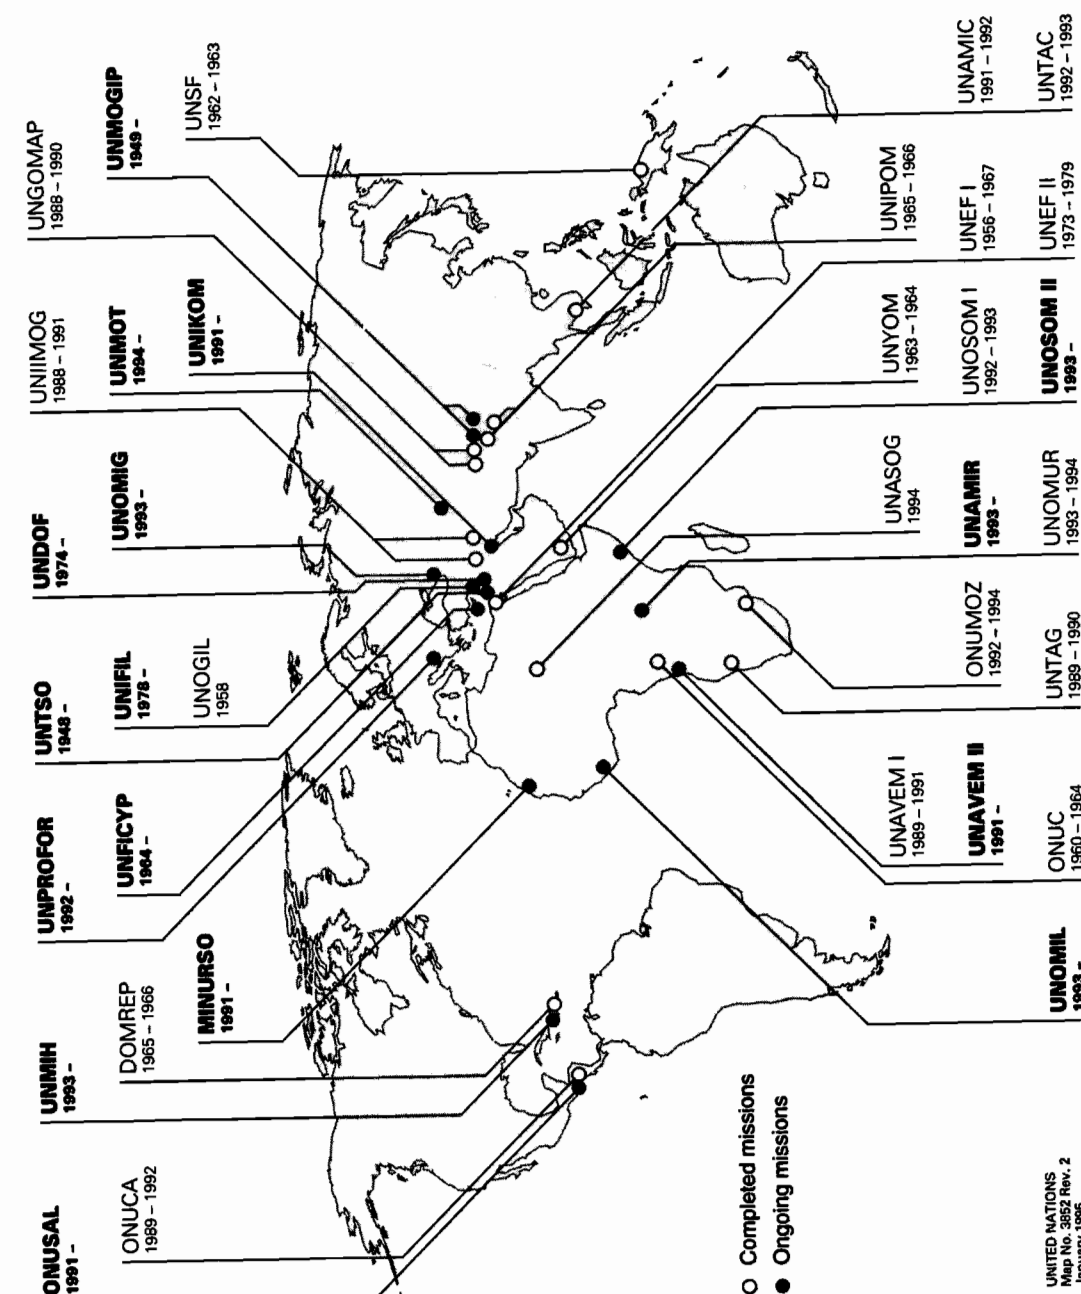 ONUSAL
1991 –
UNMIH
1993 –
UNPROFOR
1992 –
UNTSO
1948 –
UNDOF
1974 –
UNIIMOG
1988 – 1991
UNGOMAP
1988 – 1990
ONUCA
1989 – 1992
DOMREP
1965 – 1966
UNFICYP
1964 –
UNIFIL
1978 –
UNOMIG
1993 –
UNMOT
1994 –
UNMOGIP
1949 –
MINURSO
1991 –
UNOGIL
1958
UNIKOM
1991 –
UNSF
1962 – 1963
Completed missions
Ongoing missions
UNAVEM I
1989 – 1991
UNASOG
1994
UNYOM
1963 – 1964
UNIPOM
1965 – 1966
UNAVEM II
1991 –
ONUMOZ
1992 – 1994
UNAMIR
1993 –
UNOSOM I
1992 – 1993
UNEF I
1956 – 1967
UNAMIC
1991 – 1992
UNITED NATIONS
Map No. 3852 Rev. 2
January
UNOMIL
1993 –
ONUC
1960 – 1964
UNTAG
1989 – 1990
UNOMUR
1993 – 1994
UNOSOM II
1993 –
UNEF II
1973 – 1979
UNTAC
1992 – 1993